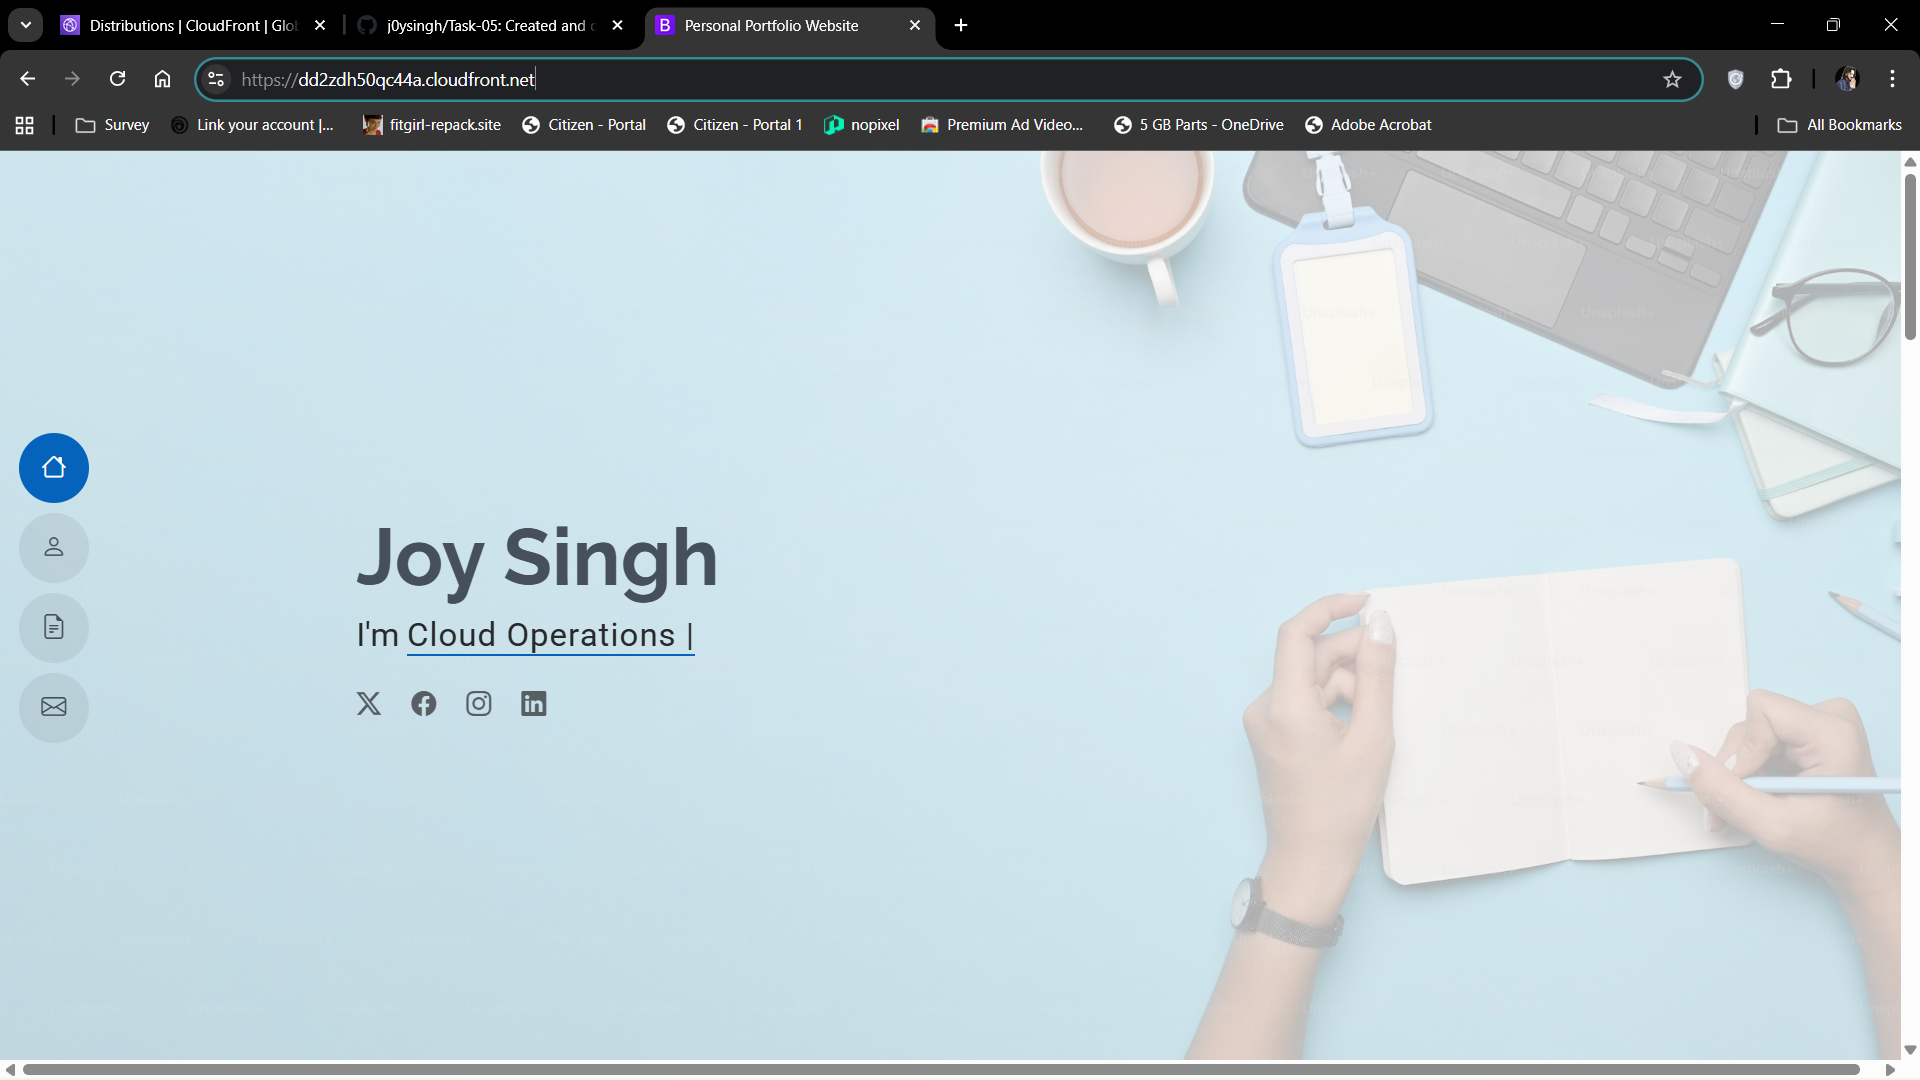 Distributions | CloudFront | Glo
j0ysingh/Task-05: Created and
Personal Portfolio Website
https://dd2zdh50qc44a.cloudfront.net
Survey
Link your account |...
fitgirl-repack.site
Citizen - Portal
Citizen - Portal 1
nopixel
Premium Ad Video...
5 GB Parts - OneDrive
Adobe Acrobat
All Bookmarks
Joy Singh
I'm Cloud Operations |